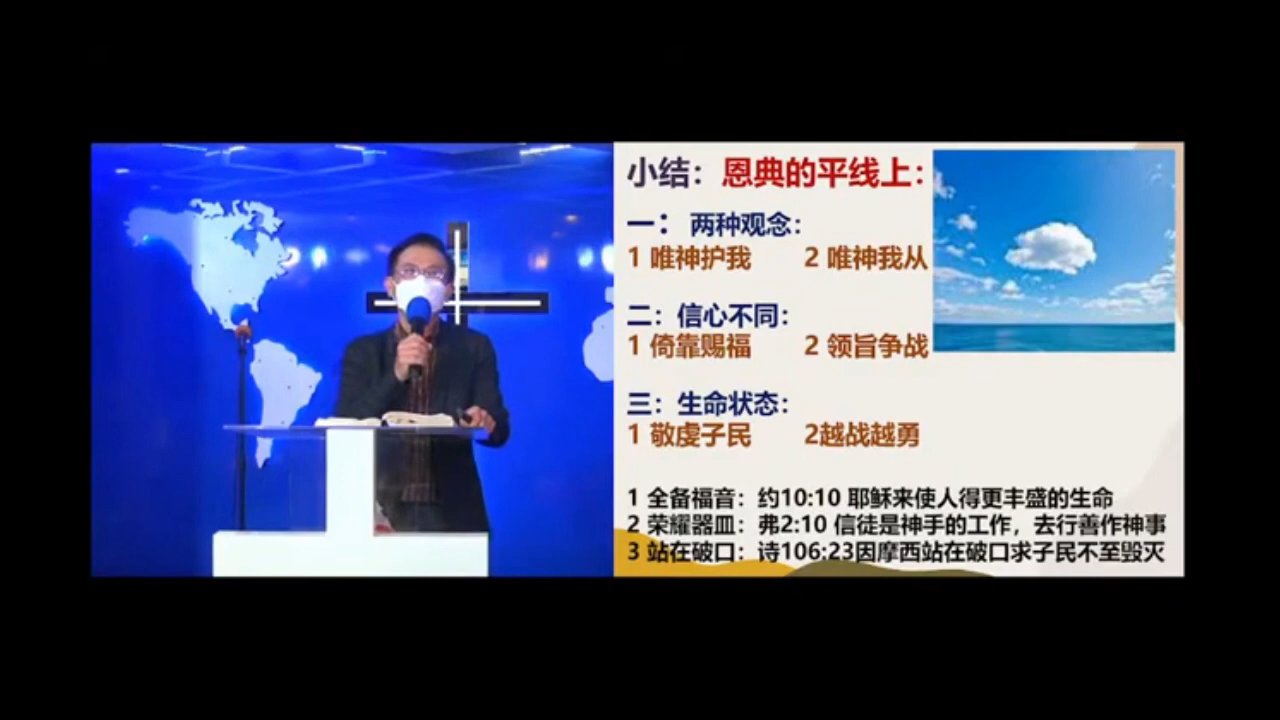 小结：恩典的平线上：
一： 两种观念：
1 唯神护我 2 唯神我从
二：信心不同：
1 倚靠赐福 2 领旨争战
三：生命状态：
1 敬虔子民 2越战越勇
1 全备福音：约10:10 耶稣来使人得更丰盛的生命
2 荣耀器皿：弗2:10 信徒是神手的工作，去行善作神事
3 站在破口：诗106:23因摩西站在破口求子民不至毁灭